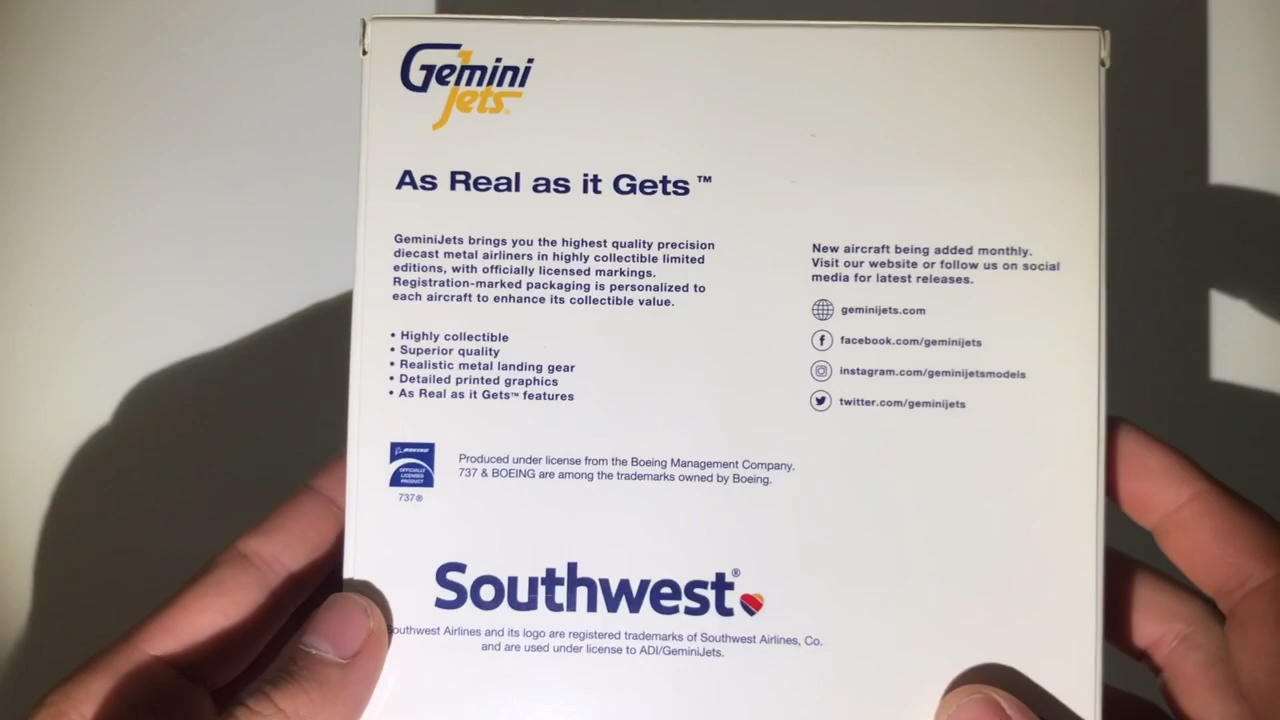 Gemini
Jets®
As Real as it Gets™
GeminiJets brings you the highest quality precision
diecast metal airliners in highly collectible limited
editions, with officially licensed markings.
Registration-marked packaging is personalized to
each aircraft to enhance its collectible value.
• Highly collectible
• Superior quality
• Realistic metal landing gear
• Detailed printed graphics
• As Real as it Gets™ features
New aircraft being added monthly.
Visit our website or follow us on social
media for latest releases.
geminijets.com
facebook.com/geminijets
instagram.com/geminijetsmodels
twitter.com/geminijets
BOEING
OFFICIALLY
LICENSED
PRODUCT
737®
Produced under license from the Boeing Management Company.
737 & BOEING are among the trademarks owned by Boeing.
Southwest®
Southwest Airlines and its logo are registered trademarks of Southwest Airlines, Co.
and are used under license to ADI/GeminiJets.